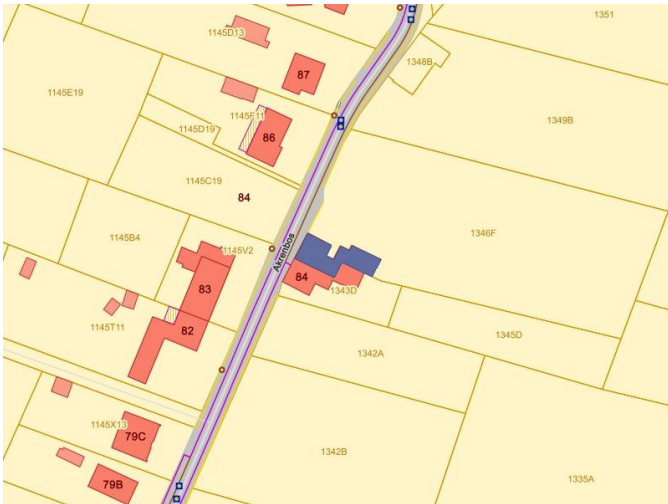 1351
1145D13
1348B
87
1145E19
1145F11
1349B
1145D19
86
1145C19
84
1346F
1145B4
1145V2
Akrenbos
84
83
1343D
1145T11
82
1345D
1342A
1145X13
79C
1342B
1335A
79B